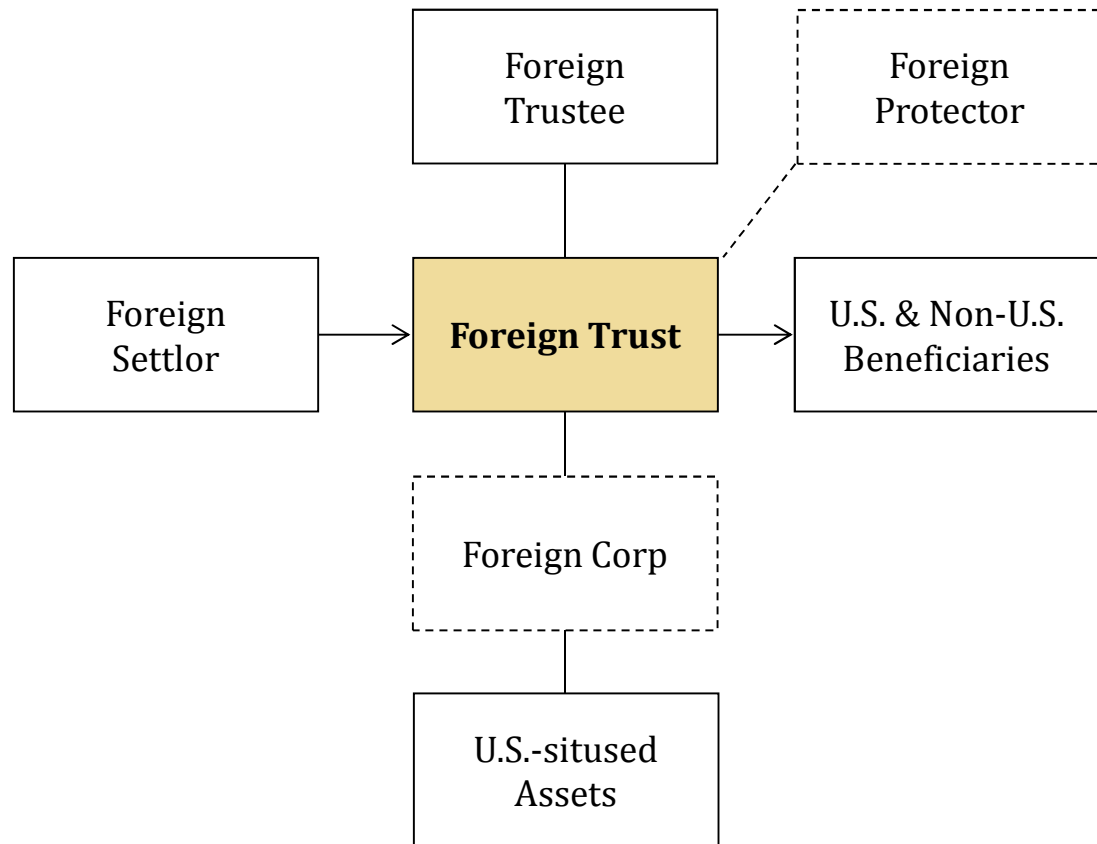 Foreign
Trustee
Foreign
Protector
Foreign
Settlor
Foreign Trust
U.S. & Non-U.S.
Beneficiaries
Foreign Corp
U.S.-sitused
Assets